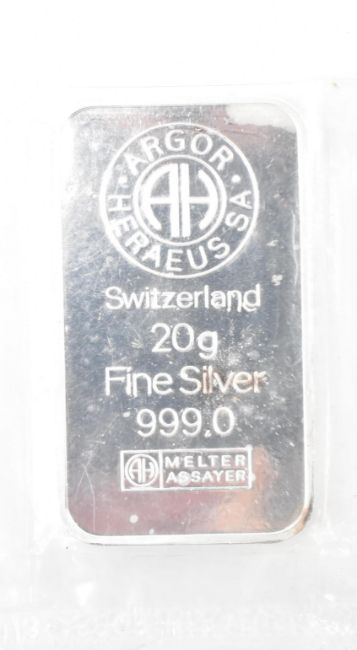 ARGOR
HERAEUS SA
AH
Switzerland
20g
Fine Silver
999.0
AH MELTER
ASSAYER